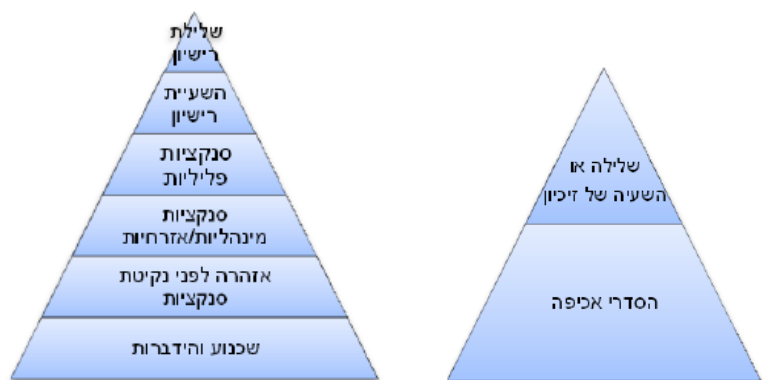 שלילת
רישיון
השעיית
רישיון
סנקציות
פליליות
סנקציות
מינהליות/אזרחיות
אזהרה לפני נקיטת
סנקציות
שכנוע והידברות
שלילה או
השעיה של זיכיון
הסדרי אכיפה